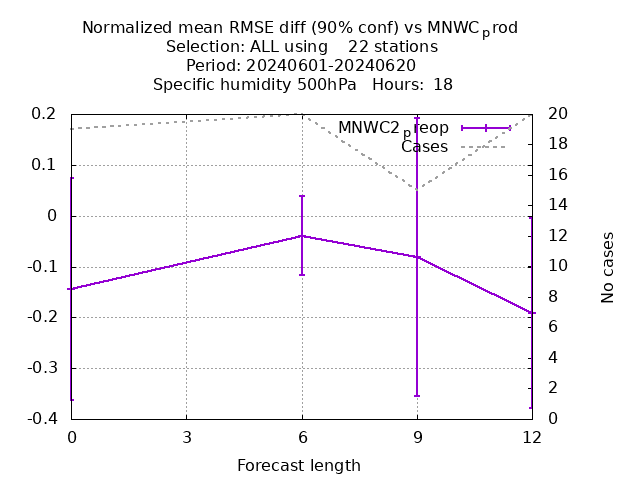 Normalized mean RMSE diff (90% conf) vs MNWCprod
Selection: ALL using 22 stations
Period: 20240601-20240620
Specific humidity 500hPa Hours: 18
MNWC2preop
Cases
0.2
0.1
0
-0.1
-0.2
-0.3
-0.4
20
18
16
14
12
10
8
6
4
2
0
No cases
0 3 6 9 12
Forecast length